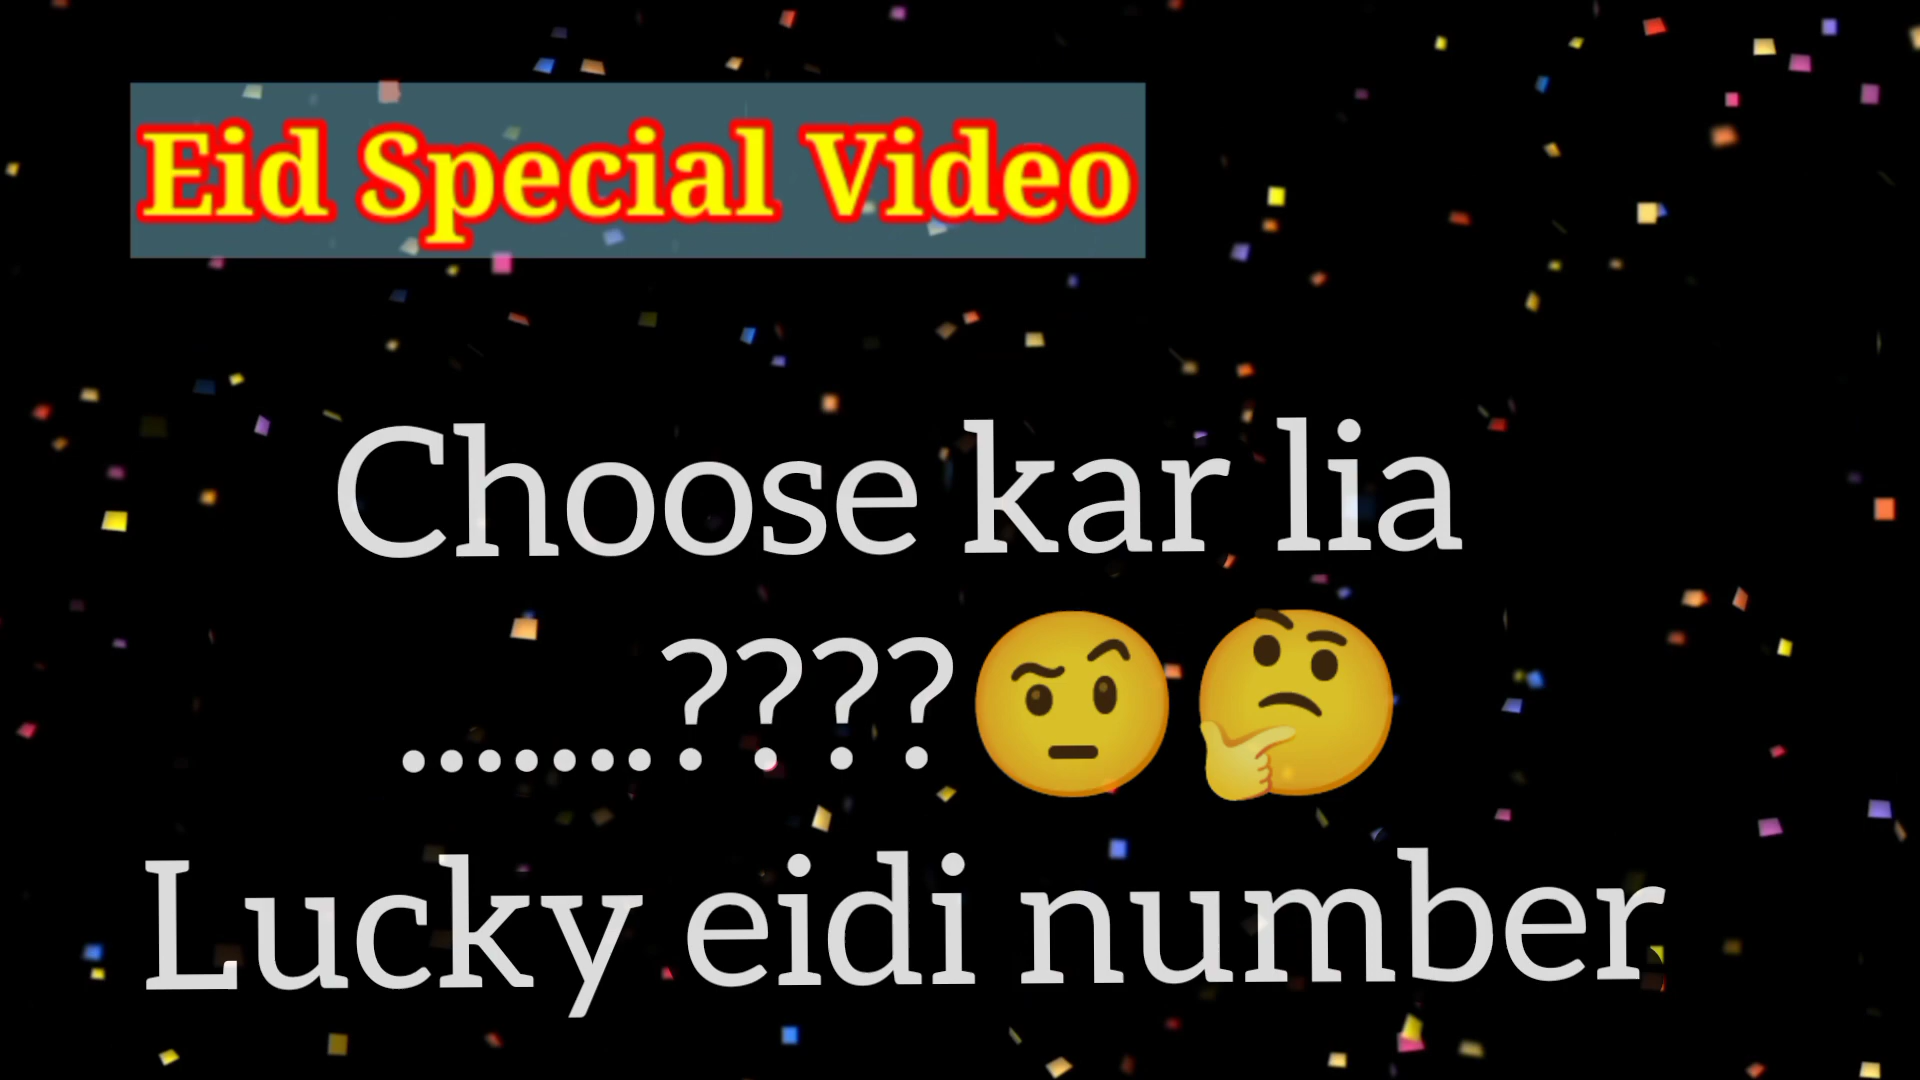 Eid Special Video
Choose kar lia
.......????🤨🤔
Lucky eidi number